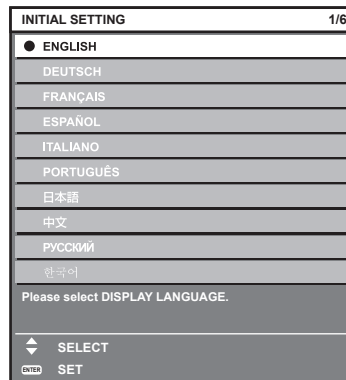 INITIAL SETTING 1/6
ENGLISH
DEUTSCH
FRANÇAIS
ESPAÑOL
ITALIANO
PORTUGUÊS
日本語
中文
РУССКИЙ
한국어
Please select DISPLAY LANGUAGE.
SELECT
ENTER SET